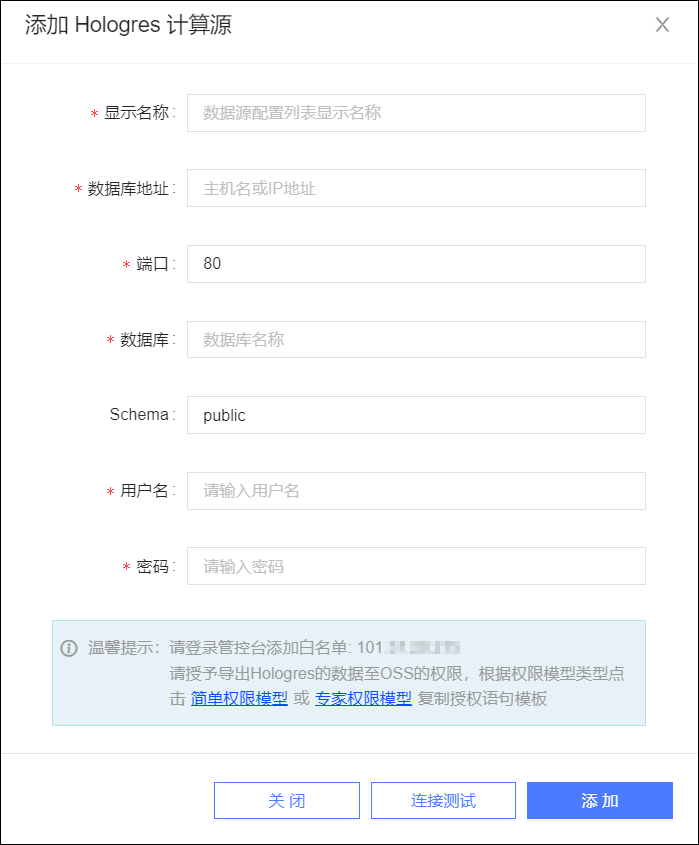 添加 Hologres 计算源
* 显示名称: 数据源配置列表显示名称
* 数据库地址: 主机名或IP地址
* 端口: 80
* 数据库: 数据库名称
Schema: public
* 用户名: 请输入用户名
* 密码: 请输入密码
温馨提示: 请登录管控台添加白名单: 101
请授予导出Hologres的数据至OSS的权限，根据权限模型类型点
击 简单权限模型 或 专家权限模型 复制授权语句模板
关 闭 连接测试 添 加